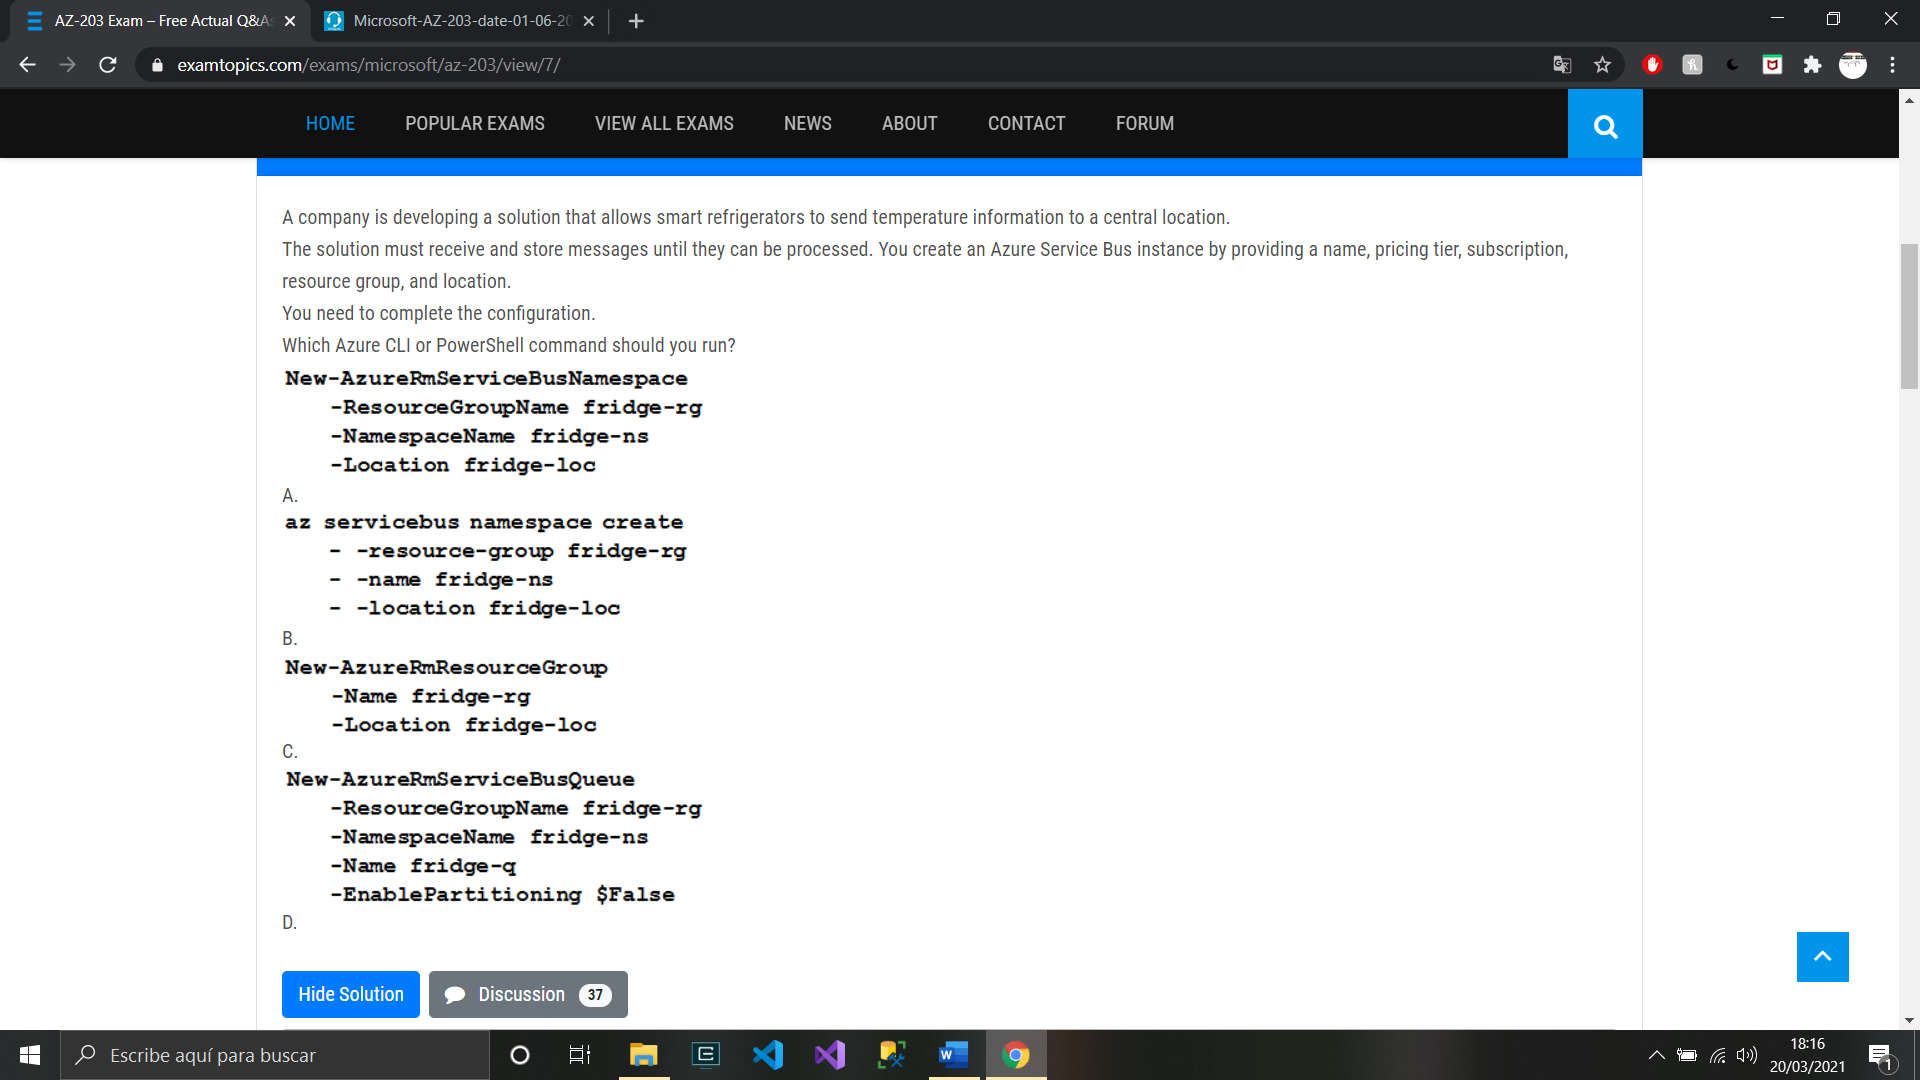 AZ-203 Exam – Free Actual Q&As
Microsoft-AZ-203-date-01-06-20
examtopics.com/exams/microsoft/az-203/view/7/
HOME POPULAR EXAMS VIEW ALL EXAMS NEWS ABOUT CONTACT FORUM
A company is developing a solution that allows smart refrigerators to send temperature information to a central location.
The solution must receive and store messages until they can be processed. You create an Azure Service Bus instance by providing a name, pricing tier, subscription,
resource group, and location.
You need to complete the configuration.
Which Azure CLI or PowerShell command should you run?
New-AzureRmServiceBusNamespace
-ResourceGroupName fridge-rg
-NamespaceName fridge-ns
-Location fridge-loc
A.
az servicebus namespace create
- -resource-group fridge-rg
- -name fridge-ns
- -location fridge-loc
B.
New-AzureRmResourceGroup
-Name fridge-rg
-Location fridge-loc
C.
New-AzureRmServiceBusQueue
-ResourceGroupName fridge-rg
-NamespaceName fridge-ns
-Name fridge-q
-EnablePartitioning $False
D.
Hide Solution Discussion 37
Escribe aquí para buscar
18:16
20/03/2021
1